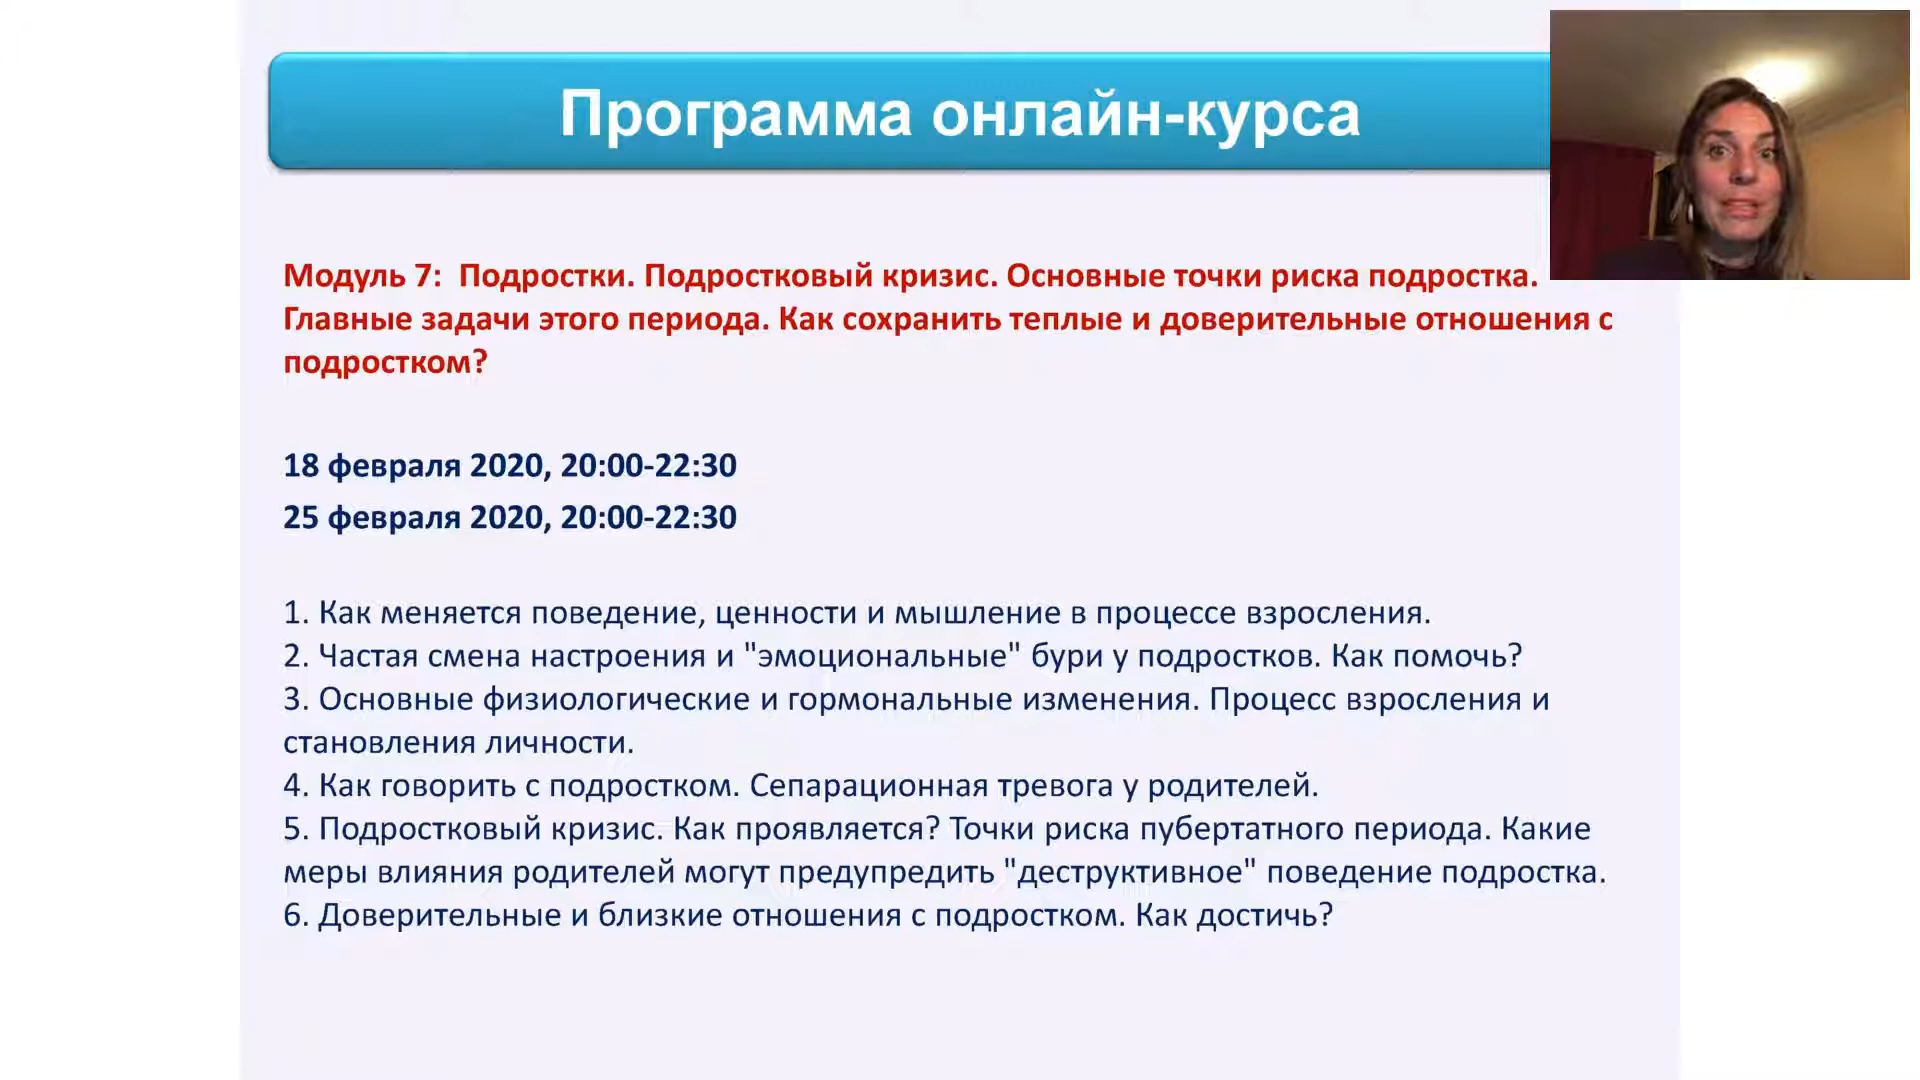 Программа онлайн-курса
Модуль 7:  Подростки. Подростковый кризис. Основные точки риска подростка.
Главные задачи этого периода. Как сохранить теплые и доверительные отношения с
подростком?
18 февраля 2020, 20:00-22:30
25 февраля 2020, 20:00-22:30
1. Как меняется поведение, ценности и мышление в процессе взросления.
2. Частая смена настроения и "эмоциональные" бури у подростков. Как помочь?
3. Основные физиологические и гормональные изменения. Процесс взросления и
становления личности.
4. Как говорить с подростком. Сепарационная тревога у родителей.
5. Подростковый кризис. Как проявляется? Точки риска пубертатного периода. Какие
меры влияния родителей могут предупредить "деструктивное" поведение подростка.
6. Доверительные и близкие отношения с подростком. Как достичь?